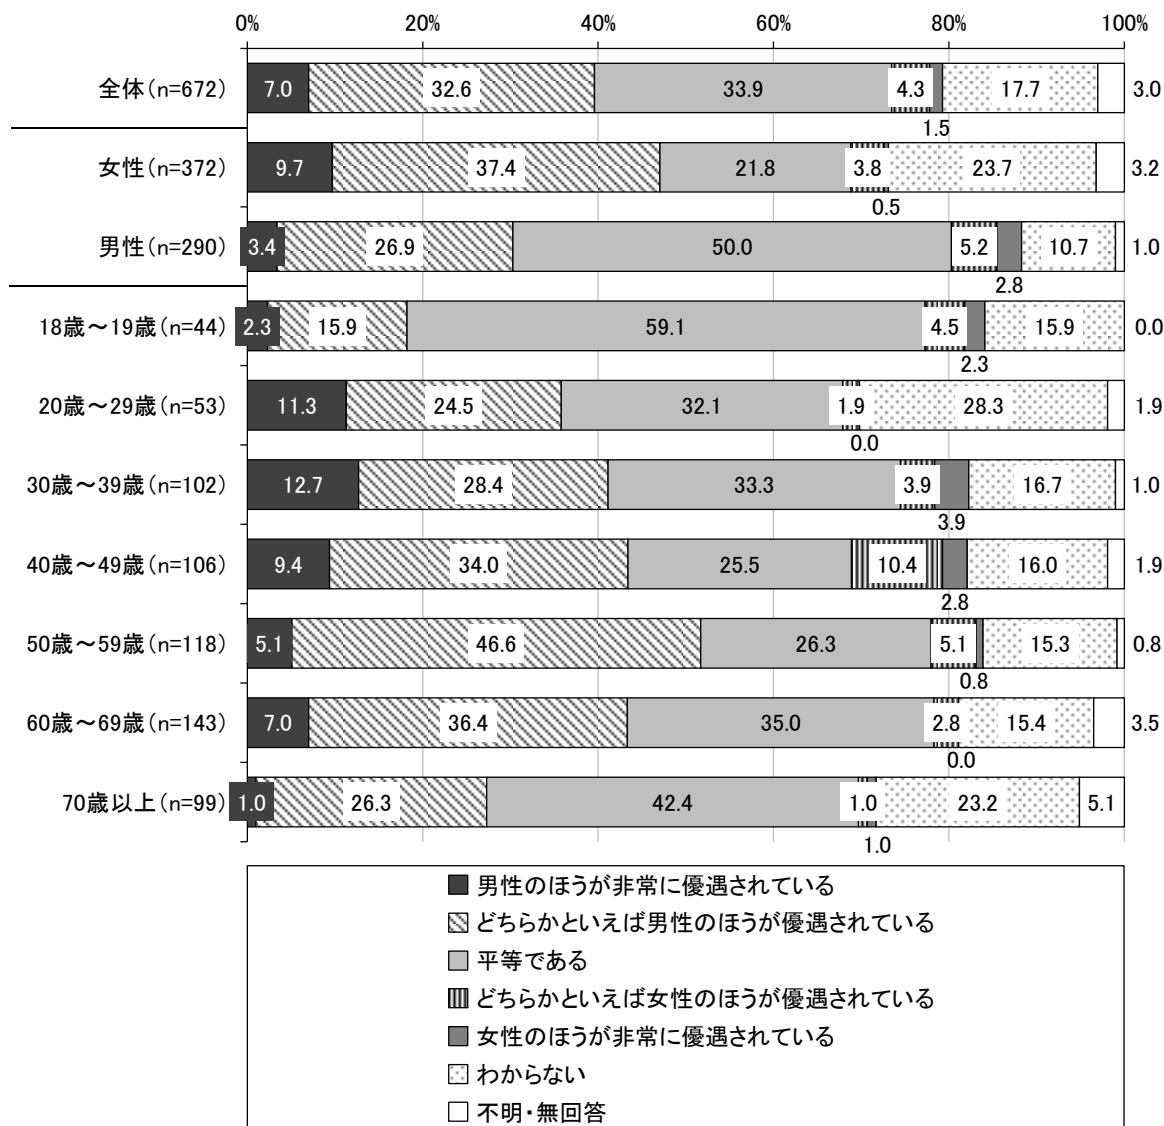 0% 20% 40% 60% 80% 100%
全体(n=672) 7.0 32.6 33.9 4.3 17.7 3.0
1.5
女性(n=372) 9.7 37.4 21.8 3.8 23.7 3.2
0.5
男性(n=290) 3.4 26.9 50.0 5.2 10.7 1.0
2.8
18歳~19歳(n=44) 2.3 15.9 59.1 4.5 15.9 0.0
2.3
20歳~29歳(n=53) 11.3 24.5 32.1 1.9 28.3 1.9
0.0
30歳~39歳(n=102) 12.7 28.4 33.3 3.9 16.7 1.0
3.9
40歳~49歳(n=106) 9.4 34.0 25.5 10.4 16.0 1.9
2.8
50歳~59歳(n=118) 5.1 46.6 26.3 5.1 15.3 0.8
0.8
60歳~69歳(n=143) 7.0 36.4 35.0 2.8 15.4 3.5
0.0
70歳以上(n=99) 1.0 26.3 42.4 1.0 23.2 5.1
1.0
男性のほうが非常に優遇されている
どちらかといえば男性のほうが優遇されている
平等である
どちらかといえば女性のほうが優遇されている
女性のほうが非常に優遇されている
わからない
不明・無回答